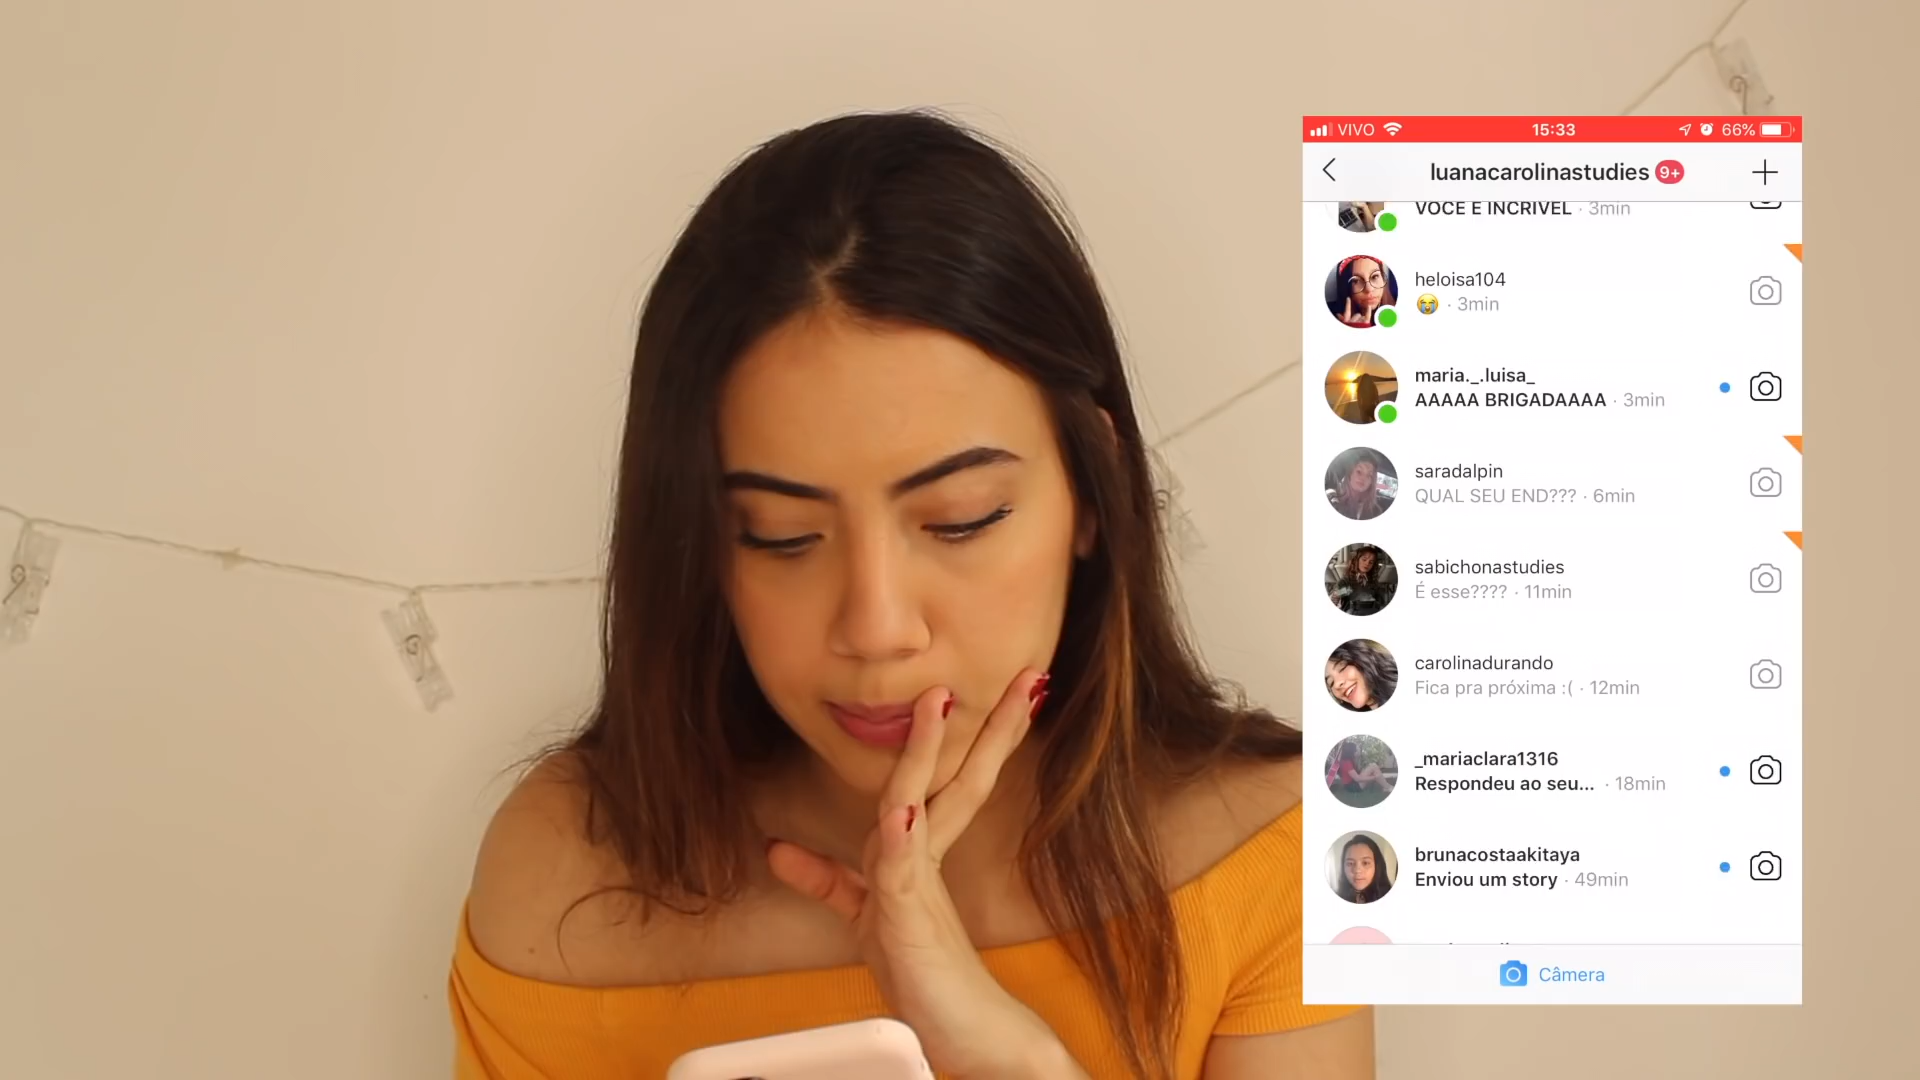 VIVO 15:33 66%
luanacarolinastudies 9+
VOCE E INCRIVEL · 3min
heloisa104
😭 · 3min
maria._.luisa_
AAAAA BRIGADAAAA · 3min
saradalpin
QUAL SEU END??? · 6min
sabichonastudies
É esse???? · 11min
carolinadurando
Fica pra próxima :( · 12min
_mariaclara1316
Respondeu ao seu... · 18min
brunacostaakitaya
Enviou um story · 49min
Câmera